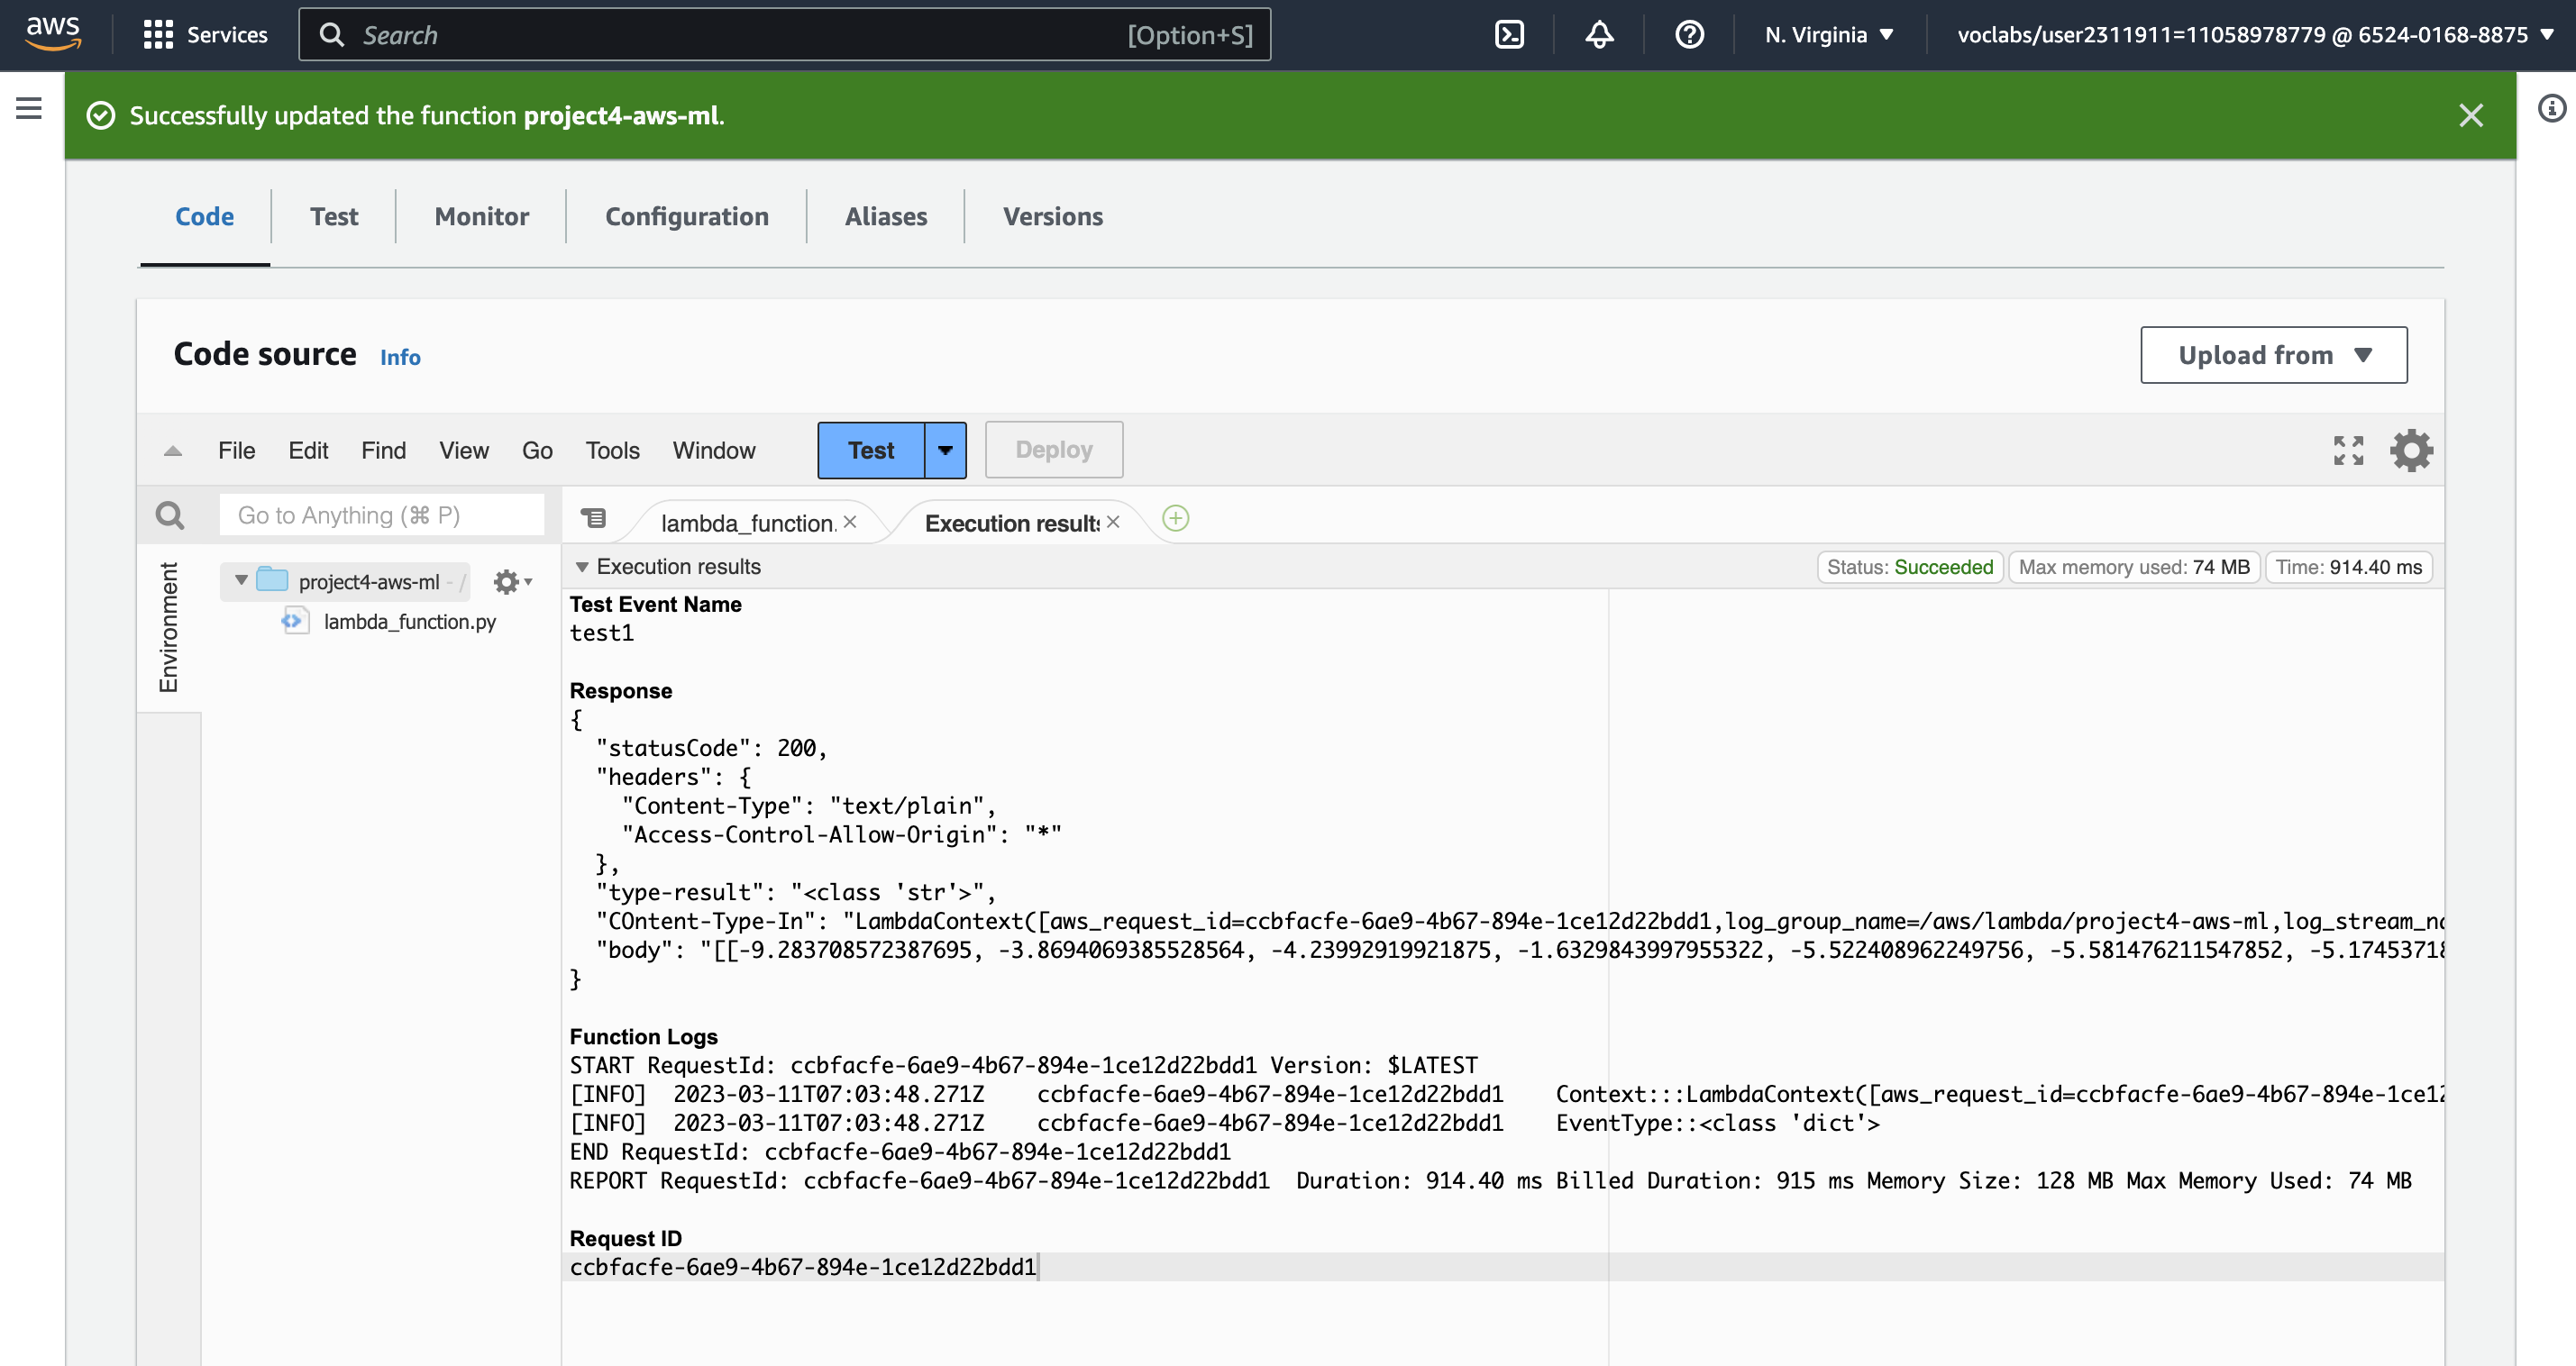 aws Services Search [Option+S] N. Virginia voclabs/user2311911=11058978779 @ 6524-0168-8875
Successfully updated the function project4-aws-ml.
Code Test Monitor Configuration Aliases Versions
Code source Info Upload from
File Edit Find View Go Tools Window Test Deploy
Go to Anything (⌘ P) lambda_function. Execution results
Execution results Status: Succeeded Max memory used: 74 MB Time: 914.40 ms
Environment
project4-aws-ml - /
lambda_function.py
Test Event Name
test1
Response
{
"statusCode": 200,
"headers": {
"Content-Type": "text/plain",
"Access-Control-Allow-Origin": "*"
},
"type-result": "<class 'str'>",
"COntent-Type-In": "LambdaContext([aws_request_id=ccbfacfe-6ae9-4b67-894e-1ce12d22bdd1,log_group_name=/aws/lambda/project4-aws-ml,log_stream_na
"body": "[[-9.283708572387695, -3.8694069385528564, -4.23992919921875, -1.6329843997955322, -5.522408962249756, -5.581476211547852, -5.17453718
}
Function Logs
START RequestId: ccbfacfe-6ae9-4b67-894e-1ce12d22bdd1 Version: $LATEST
[INFO] 2023-03-11T07:03:48.271Z ccbfacfe-6ae9-4b67-894e-1ce12d22bdd1 Context:::LambdaContext([aws_request_id=ccbfacfe-6ae9-4b67-894e-1ce12
[INFO] 2023-03-11T07:03:48.271Z ccbfacfe-6ae9-4b67-894e-1ce12d22bdd1 EventType::<class 'dict'>
END RequestId: ccbfacfe-6ae9-4b67-894e-1ce12d22bdd1
REPORT RequestId: ccbfacfe-6ae9-4b67-894e-1ce12d22bdd1 Duration: 914.40 ms Billed Duration: 915 ms Memory Size: 128 MB Max Memory Used: 74 MB
Request ID
ccbfacfe-6ae9-4b67-894e-1ce12d22bdd1